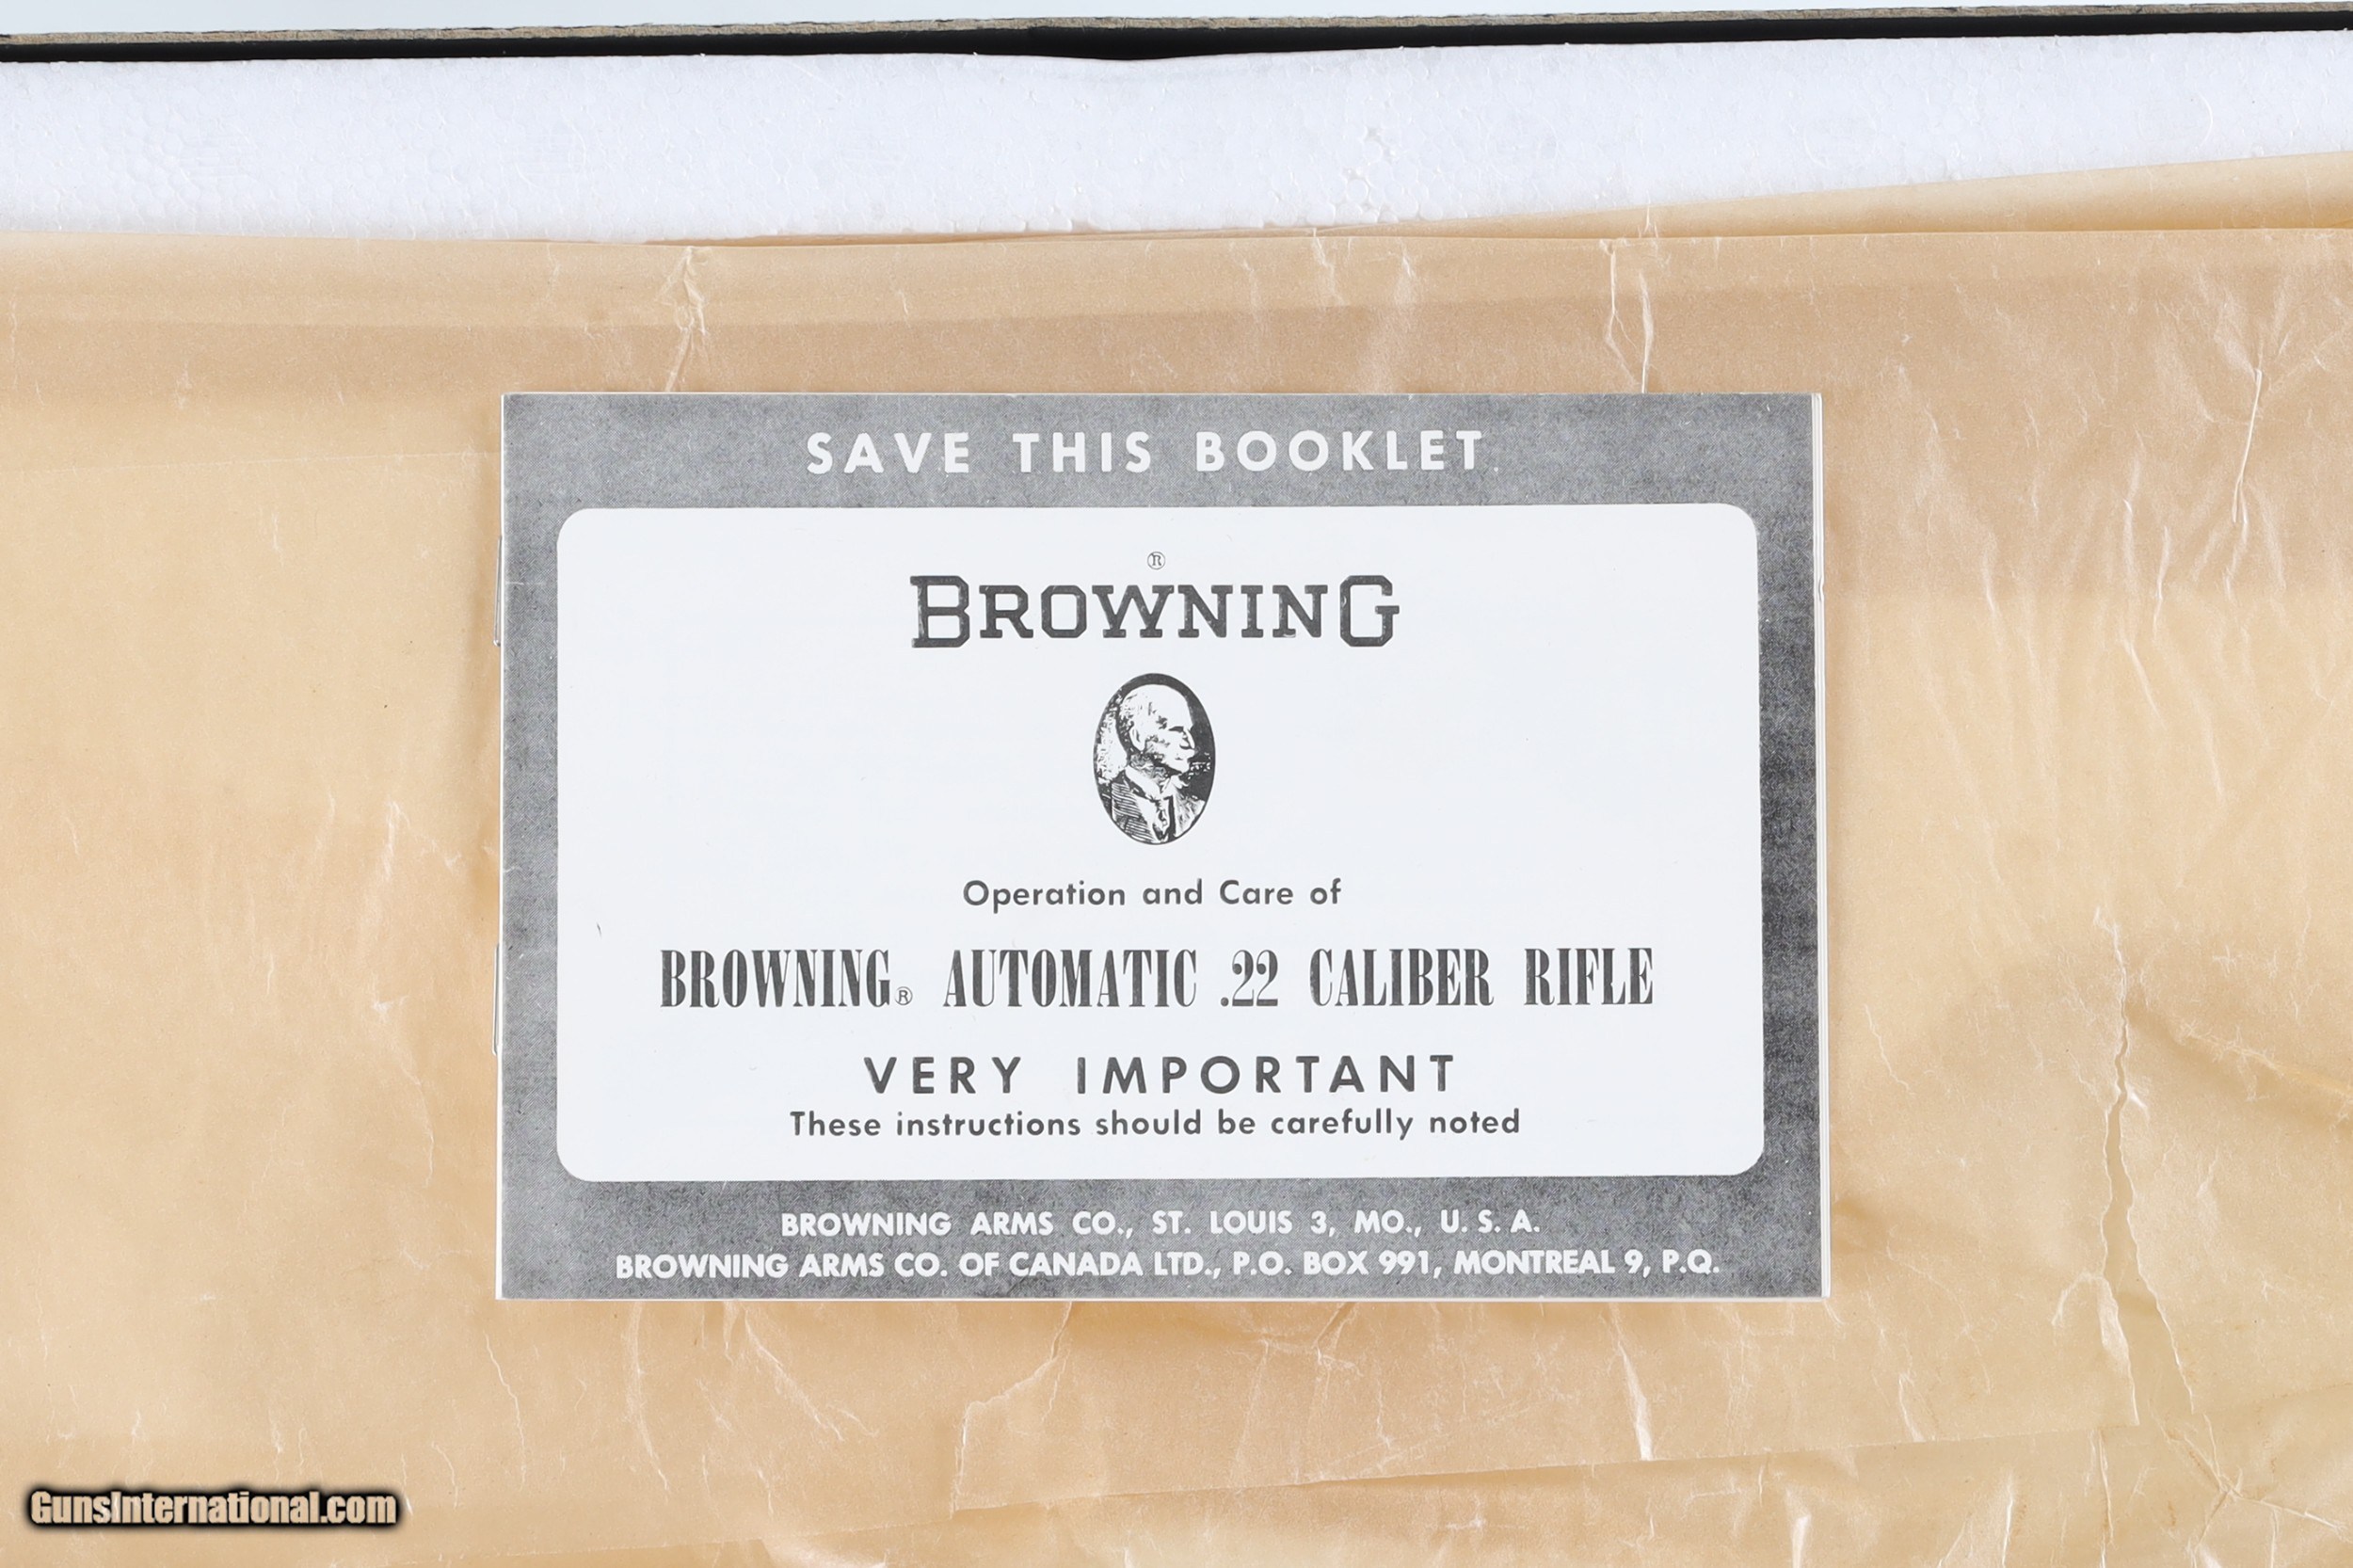 SAVE THIS BOOKLET.
®
BROWNING
Operation and Care of
BROWNING® AUTOMATIC .22 CALIBER RIFLE
VERY IMPORTANT
These instructions should be carefully noted
BROWNING ARMS CO., ST. LOUIS 3, MO., U. S. A.
BROWNING ARMS CO. OF CANADA LTD., P.O. BOX 991, MONTREAL 9, P.Q.
GunsInternational.com